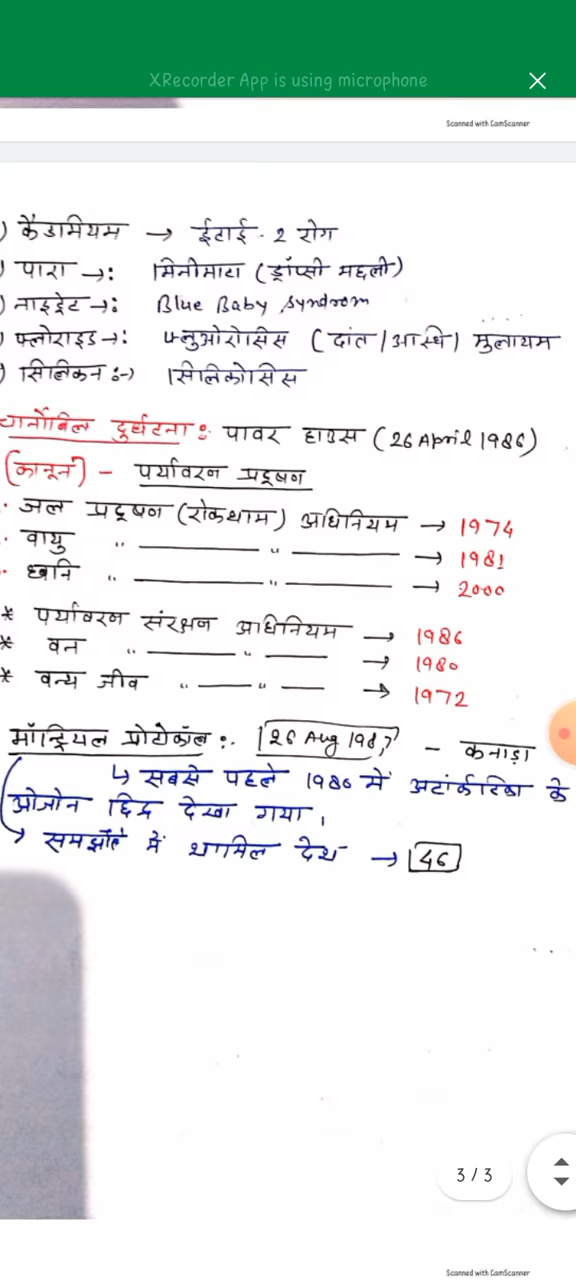 XRecorder App is using microphone
Scanned with CamScanner
) कैडमियम → ईटाई-2 रोग
) पारा →: मिनीमाटा (ड्रॉप्सी मछली)
) नाइट्रेट →: Blue Baby Syndrom
) फ्लोराइड →: फ्लुओरोसिस (दांत/अस्थि) मुलायम
) सिलिकन :→ सिलिकोसिस
चार्नोबिल दुर्घटना : पावर हाउस (26 April 1986)
(कानून) - पर्यावरण प्रदूषण
• जल प्रदूषण (रोकथाम) अधिनियम → 1974
• वायु " ——— " ——— → 1981
• ध्वनि " ——— " ——— → 2000
* पर्यावरण संरक्षण अधिनियम → 1986
* वन " —— " —— → 1980
* वन्य जीव " —— " —— → 1972
मॉन्ट्रियल प्रोटोकॉल :. 26 Aug 1987 - कनाडा
↳ सबसे पहले 1986 में अटार्कटिका के
ओजोन छिद्र देखा गया,
→ समझौते में शामिल देश → 46
3 / 3
Scanned with CamScanner